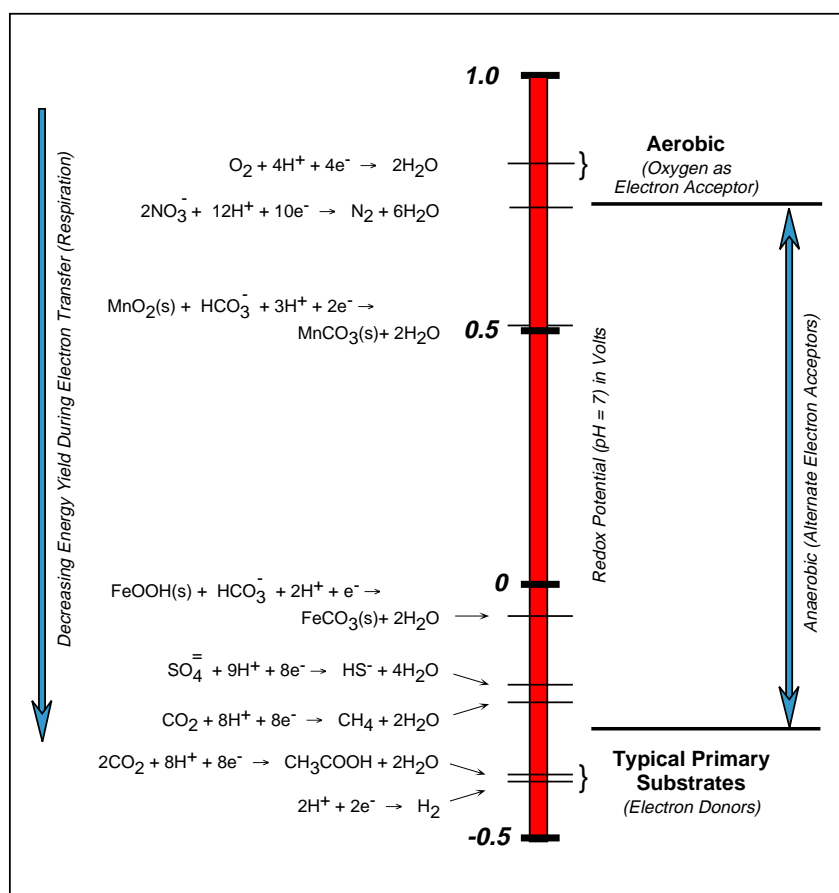 1.0
Aerobic
(Oxygen as
Electron Acceptor)
O₂ + 4H⁺ + 4e⁻ → 2H₂O
}
2NO₃⁻ + 12H⁺ + 10e⁻ → N₂ + 6H₂O
MnO₂(s) + HCO₃⁻ + 3H⁺ + 2e⁻ →
MnCO₃(s) + 2H₂O
0.5
0
FeOOH(s) + HCO₃⁻ + 2H⁺ + e⁻ →
FeCO₃(s) + 2H₂O
SO₄⁼ + 9H⁺ + 8e⁻ → HS⁻ + 4H₂O
CO₂ + 8H⁺ + 8e⁻ → CH₄ + 2H₂O
2CO₂ + 8H⁺ + 8e⁻ → CH₃COOH + 2H₂O
2H⁺ + 2e⁻ → H₂
}
Typical Primary
Substrates
(Electron Donors)
-0.5
Decreasing Energy Yield During Electron Transfer (Respiration)
Redox Potential (pH = 7) in Volts
Anaerobic (Alternate Electron Acceptors)